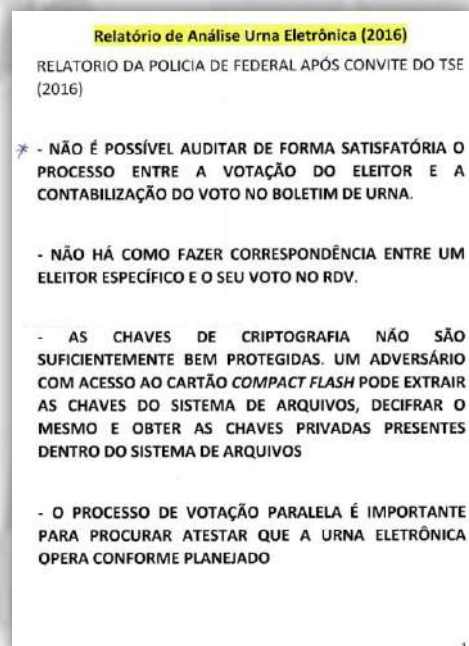 Relatório de Análise Urna Eletrônica (2016)
RELATORIO DA POLICIA DE FEDERAL APÓS CONVITE DO TSE
(2016)
* - NÃO É POSSÍVEL AUDITAR DE FORMA SATISFATÓRIA O
PROCESSO ENTRE A VOTAÇÃO DO ELEITOR E A
CONTABILIZAÇÃO DO VOTO NO BOLETIM DE URNA.
- NÃO HÁ COMO FAZER CORRESPONDÊNCIA ENTRE UM
ELEITOR ESPECÍFICO E O SEU VOTO NO RDV.
- AS CHAVES DE CRIPTOGRAFIA NÃO SÃO
SUFICIENTEMENTE BEM PROTEGIDAS. UM ADVERSÁRIO
COM ACESSO AO CARTÃO COMPACT FLASH PODE EXTRAIR
AS CHAVES DO SISTEMA DE ARQUIVOS, DECIFRAR O
MESMO E OBTER AS CHAVES PRIVADAS PRESENTES
DENTRO DO SISTEMA DE ARQUIVOS
- O PROCESSO DE VOTAÇÃO PARALELA É IMPORTANTE
PARA PROCURAR ATESTAR QUE A URNA ELETRÔNICA
OPERA CONFORME PLANEJADO